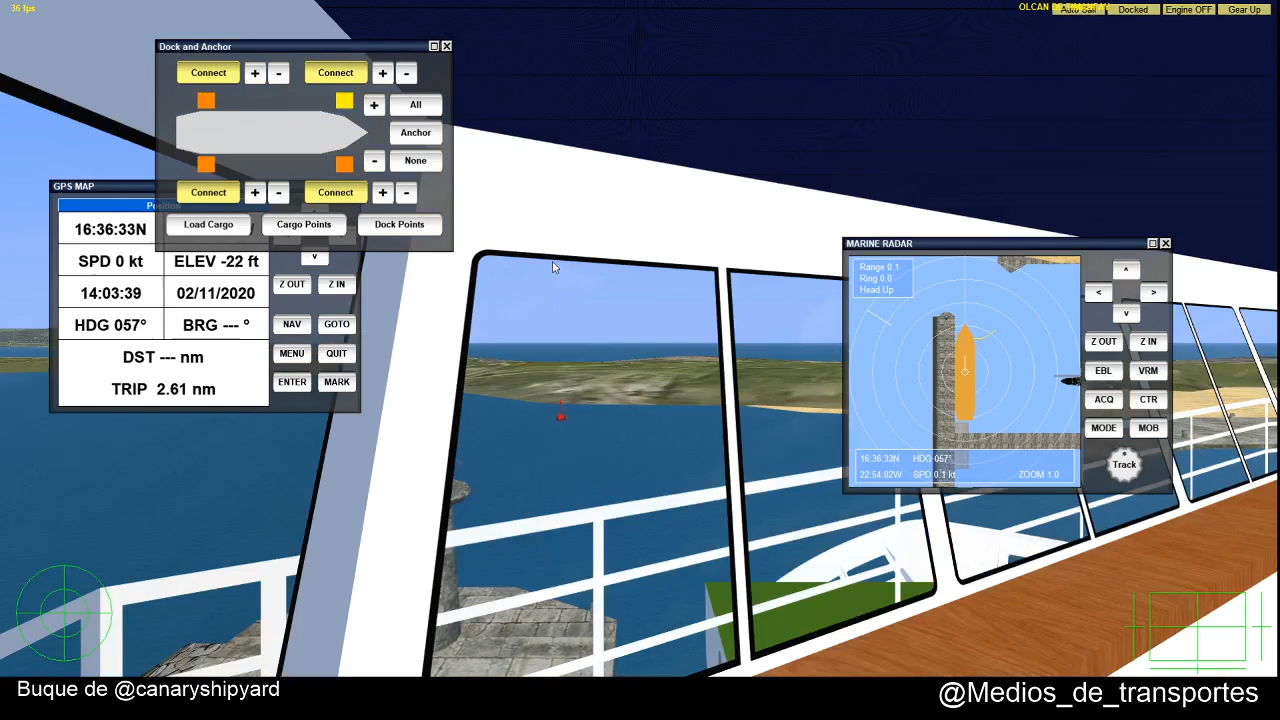 36 fps
OLCAN DE
Auto Sail
Docked
Engine OFF
Gear Up
Dock and Anchor
Connect + -
Connect + -
+ All
Anchor
- None
Connect + -
Connect + -
Load Cargo
Cargo Points
Dock Points
GPS MAP
16:36:33N
SPD 0 kt
ELEV -22 ft
14:03:39
02/11/2020
HDG 057°
BRG --- °
DST --- nm
TRIP 2.61 nm
v
Z OUT
Z IN
NAV
GOTO
MENU
QUIT
ENTER
MARK
MARINE RADAR
Range 0.1
Ring 0.0
Head Up
16:36:33N HDG 057°
22:54:02W SPD 0.1 kt ZOOM 1.0
^
< >
v
Z OUT
Z IN
EBL
VRM
ACQ
CTR
MODE
MOB
Track
Buque de @canaryshipyard
@Medios_de_transportes